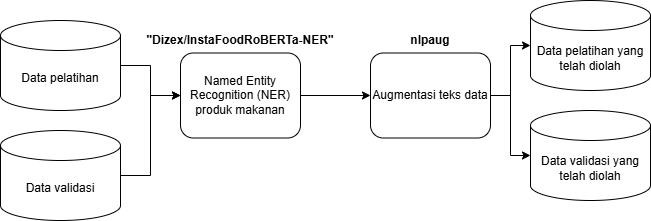 "Dizex/InstaFoodRoBERTa-NER"
nlpaug
Data pelatihan
Data validasi
Named Entity
Recognition (NER)
produk makanan
Augmentasi teks data
Data pelatihan yang
telah diolah
Data validasi yang
telah diolah